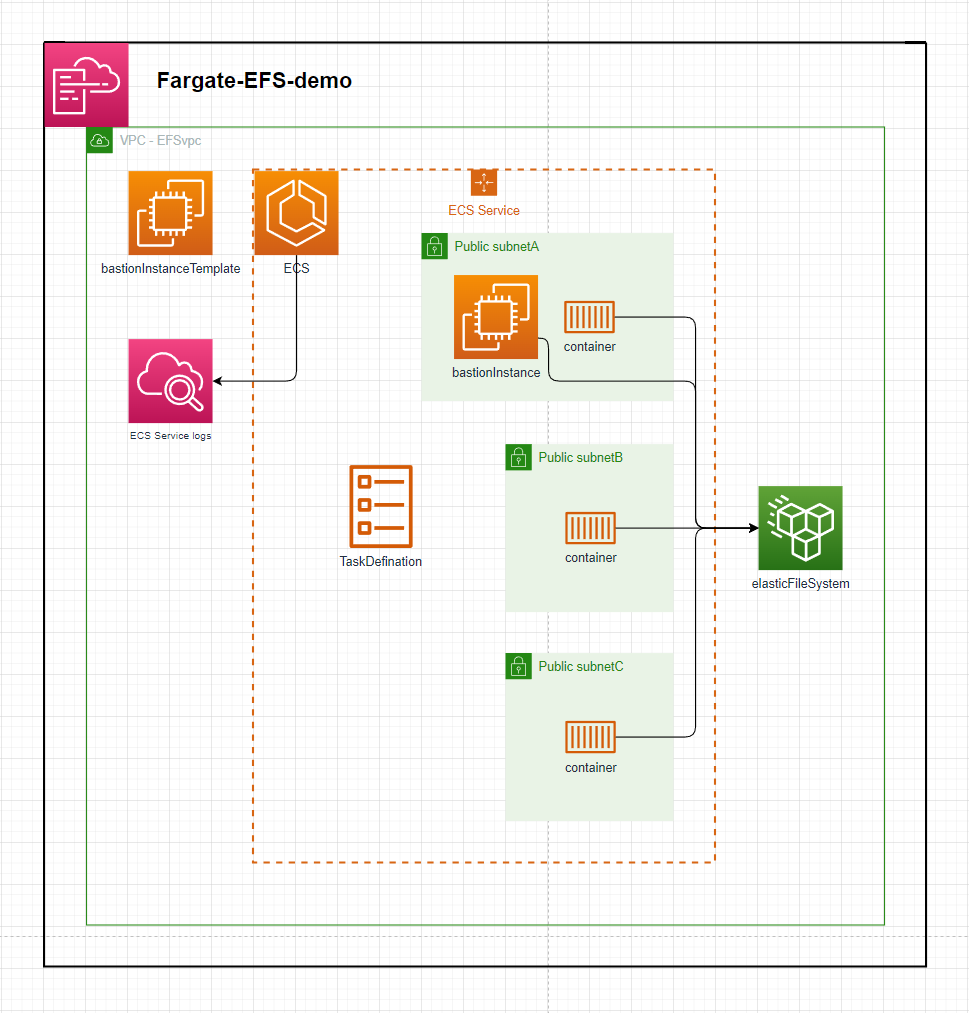 Fargate-EFS-demo
VPC - EFSvpc
ECS Service
bastionInstanceTemplate
ECS
Public subnetA
container
bastionInstance
ECS Service logs
Public subnetB
container
TaskDefination
elasticFileSystem
Public subnetC
container